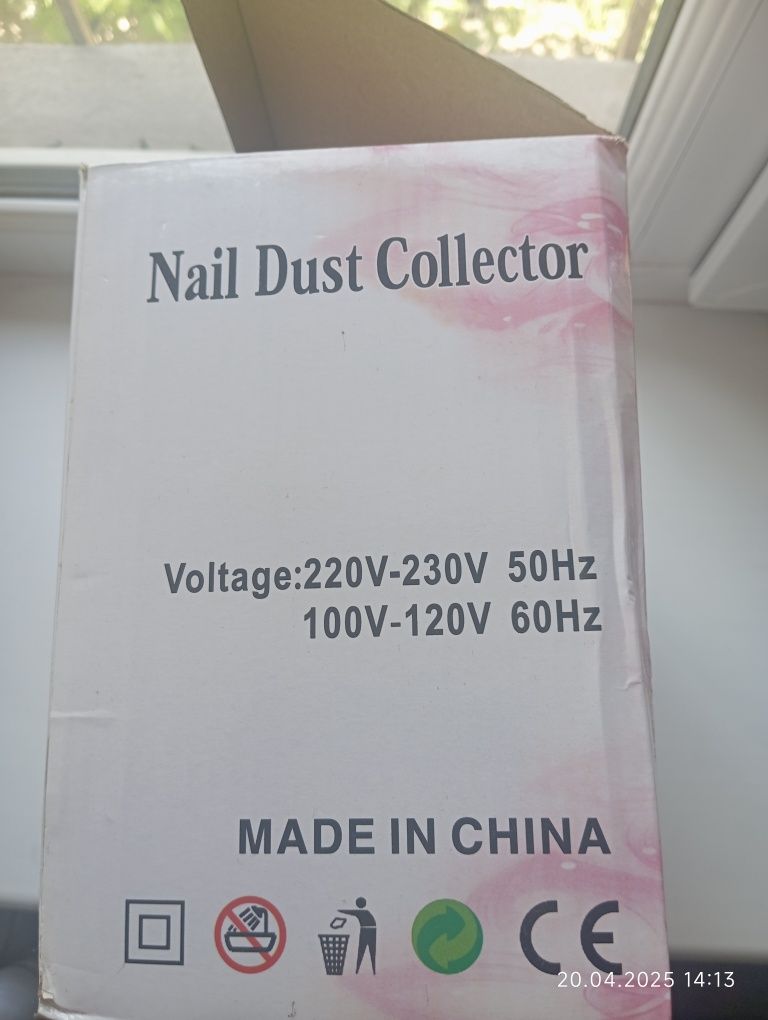 Nail Dust Collector
Voltage:220V-230V 50Hz
100V-120V 60Hz
MADE IN CHINA
CE
20.04.2025 14:13